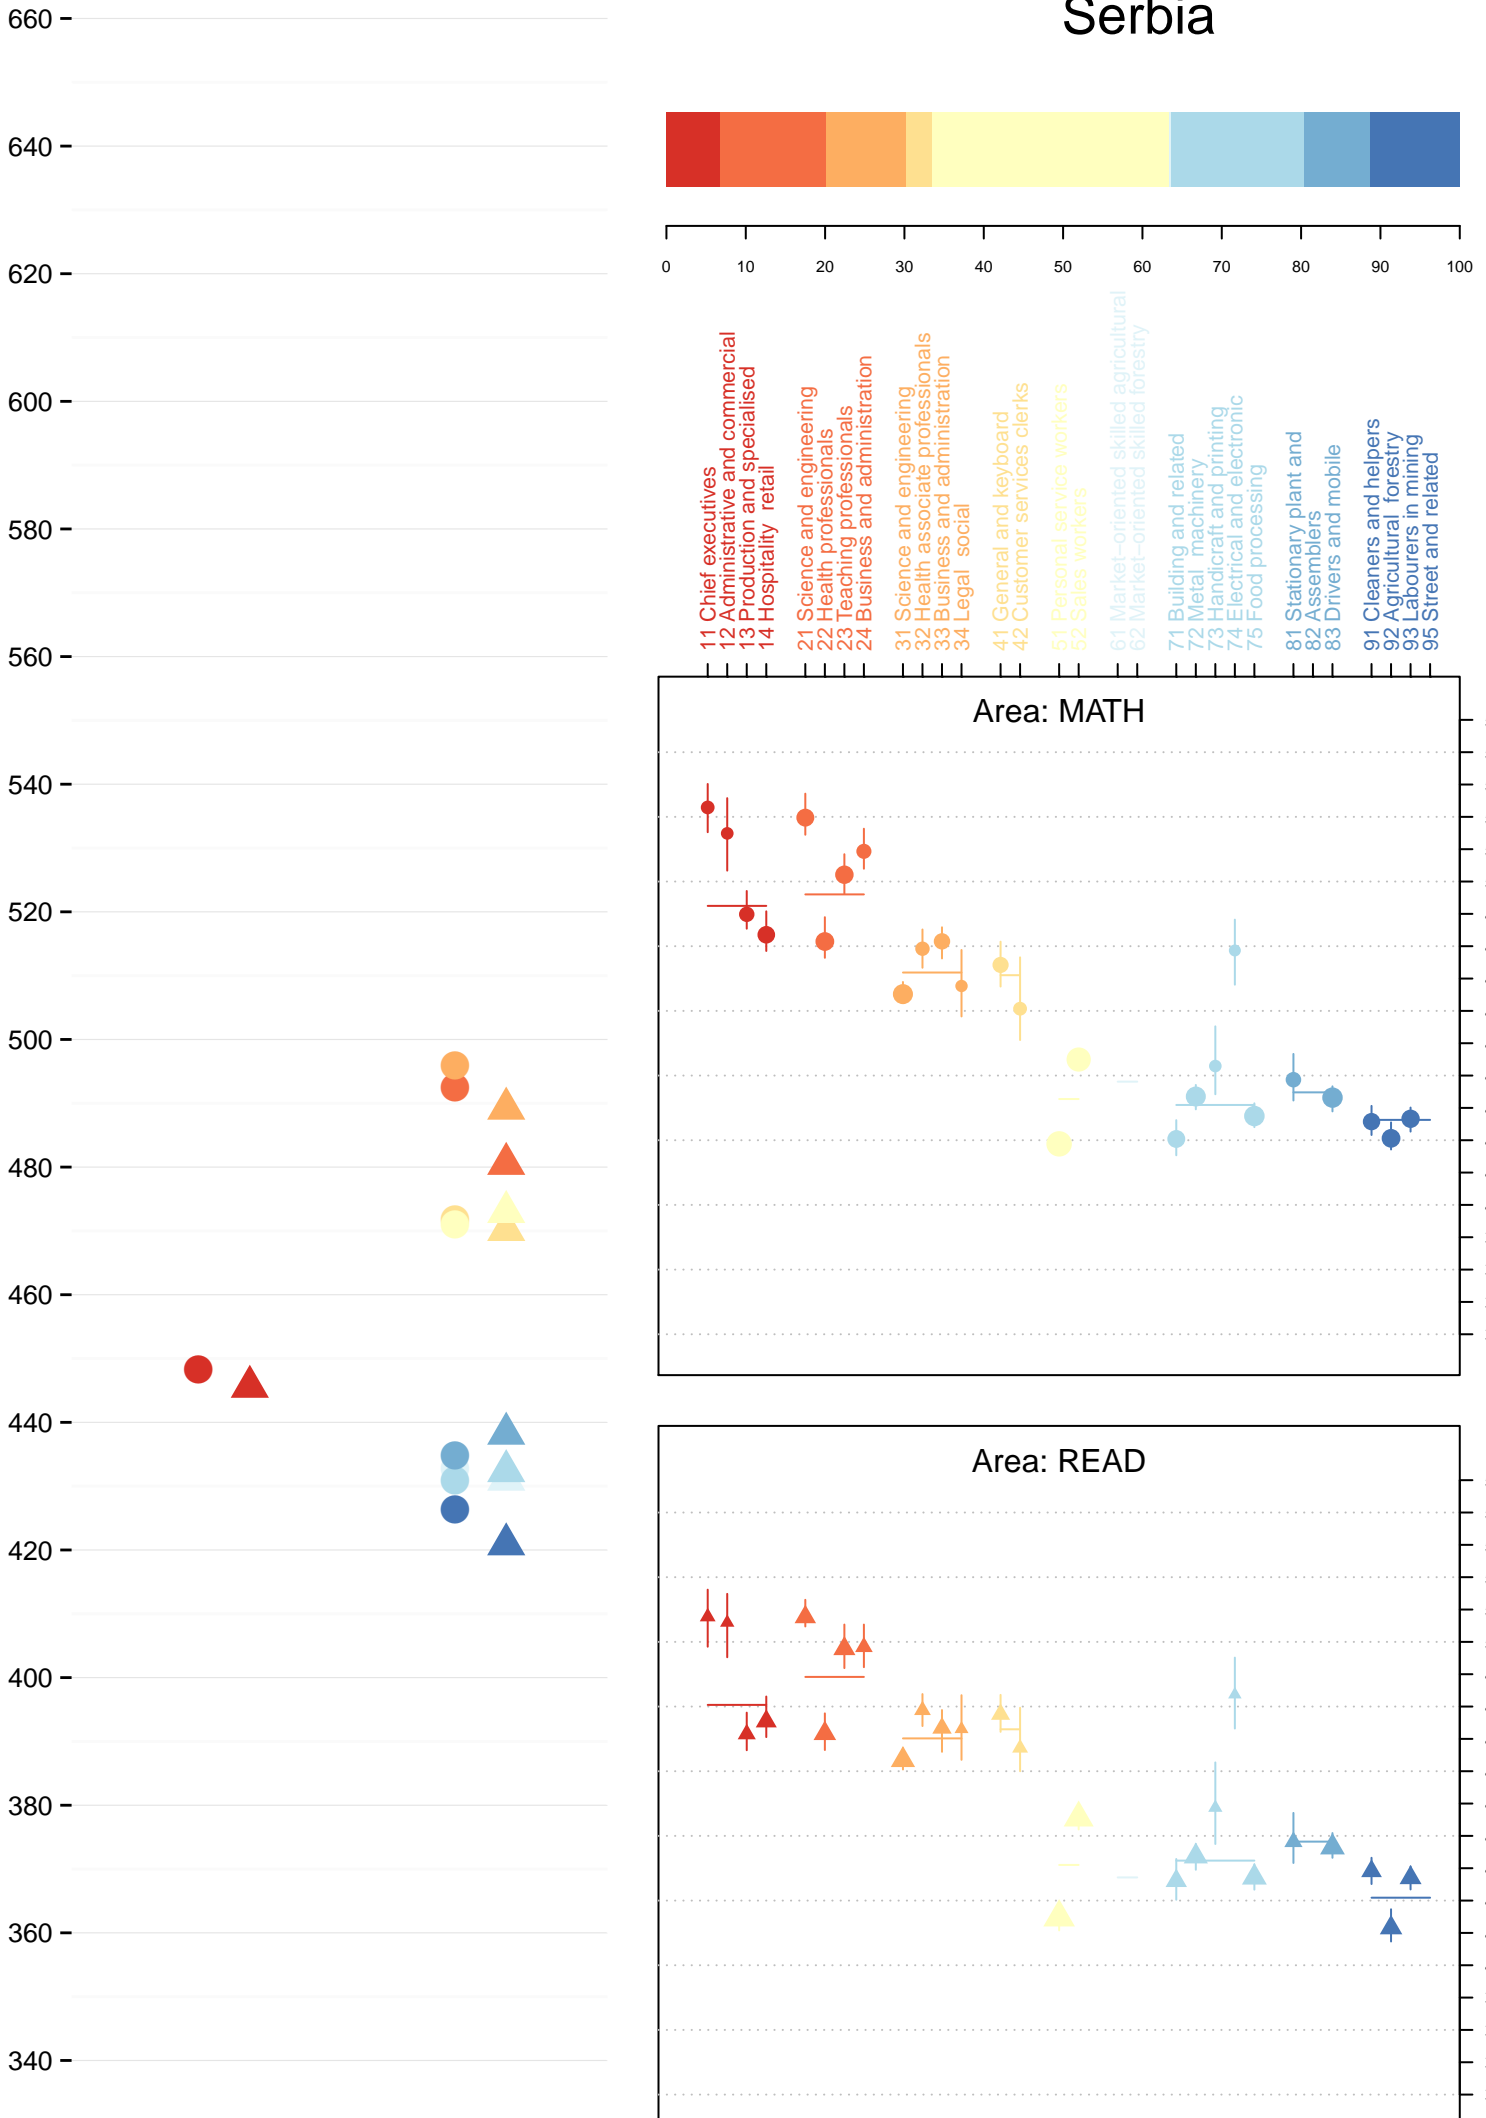 Serbia
660
640
620
600
580
560
540
520
500
480
460
440
420
400
380
360
340
0 10 20 30 40 50 60 70 80 90 100
11 Chief executives
12 Administrative and commercial
13 Production and specialised
14 Hospitality retail
21 Science and engineering
22 Health professionals
23 Teaching professionals
24 Business and administration
31 Science and engineering
32 Health associate professionals
33 Business and administration
34 Legal social
41 General and keyboard
42 Customer services clerks
51 Personal service workers
52 Sales workers
61 Market–oriented skilled agricultural
62 Market–oriented skilled forestry
71 Building and related
72 Metal machinery
73 Handicraft and printing
74 Electrical and electronic
75 Food processing
81 Stationary plant and
82 Assemblers
83 Drivers and mobile
91 Cleaners and helpers
92 Agricultural forestry
93 Labourers in mining
95 Street and related
Area: MATH
Area: READ